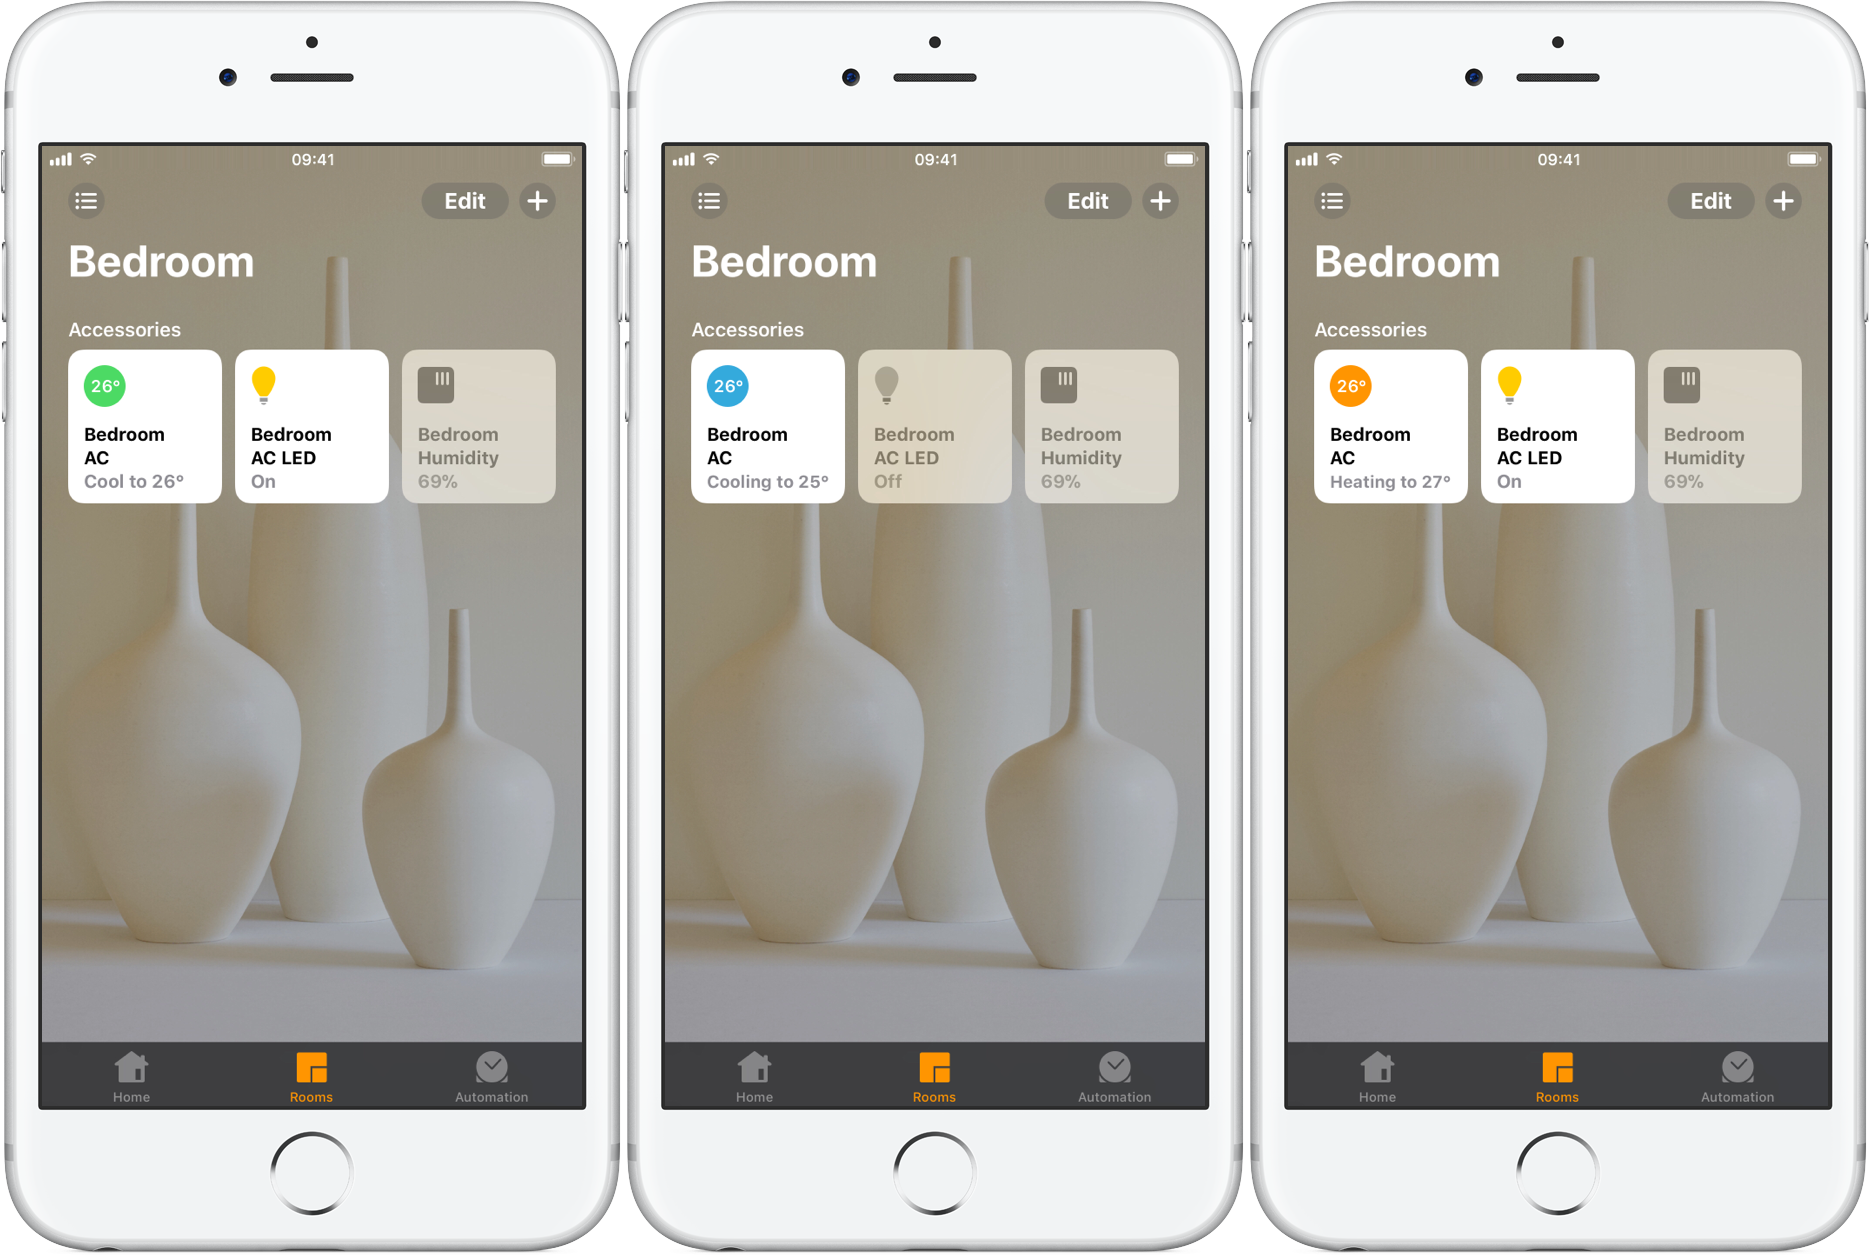 09:41
Edit
Bedroom
Accessories
26°
Bedroom
AC
Cool to 26°
Bedroom
AC LED
On
Bedroom
Humidity
69%
Home
Rooms
Automation
09:41
Edit
Bedroom
Accessories
26°
Bedroom
AC
Cooling to 25°
Bedroom
AC LED
Off
Bedroom
Humidity
69%
Home
Rooms
Automation
09:41
Edit
Bedroom
Accessories
26°
Bedroom
AC
Heating to 27°
Bedroom
AC LED
On
Bedroom
Humidity
69%
Home
Rooms
Automation